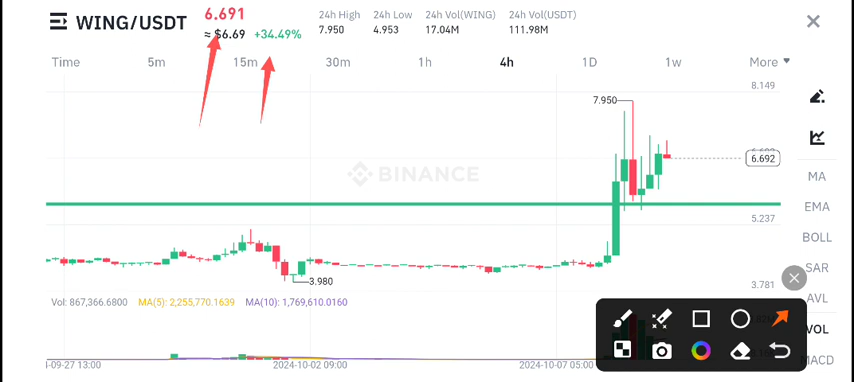 WING/USDT
6.691
≈ $6.69 +34.49%
24h High 24h Low 24h Vol(WING) 24h Vol(USDT)
7.950 4.953 17.04M 111.98M
Time 5m 15m 30m 1h 4h 1D 1w More
8.149
7.950
6.692
BINANCE
MA
EMA
5.237
BOLL
SAR
3.980
3.781
AVL
Vol: 867,366.6800 MA(5): 2,255,770.1639 MA(10): 1,769,610.0160
VOL
MACD
-09-27 13:00 2024-10-02 09:00 2024-10-07 05:00